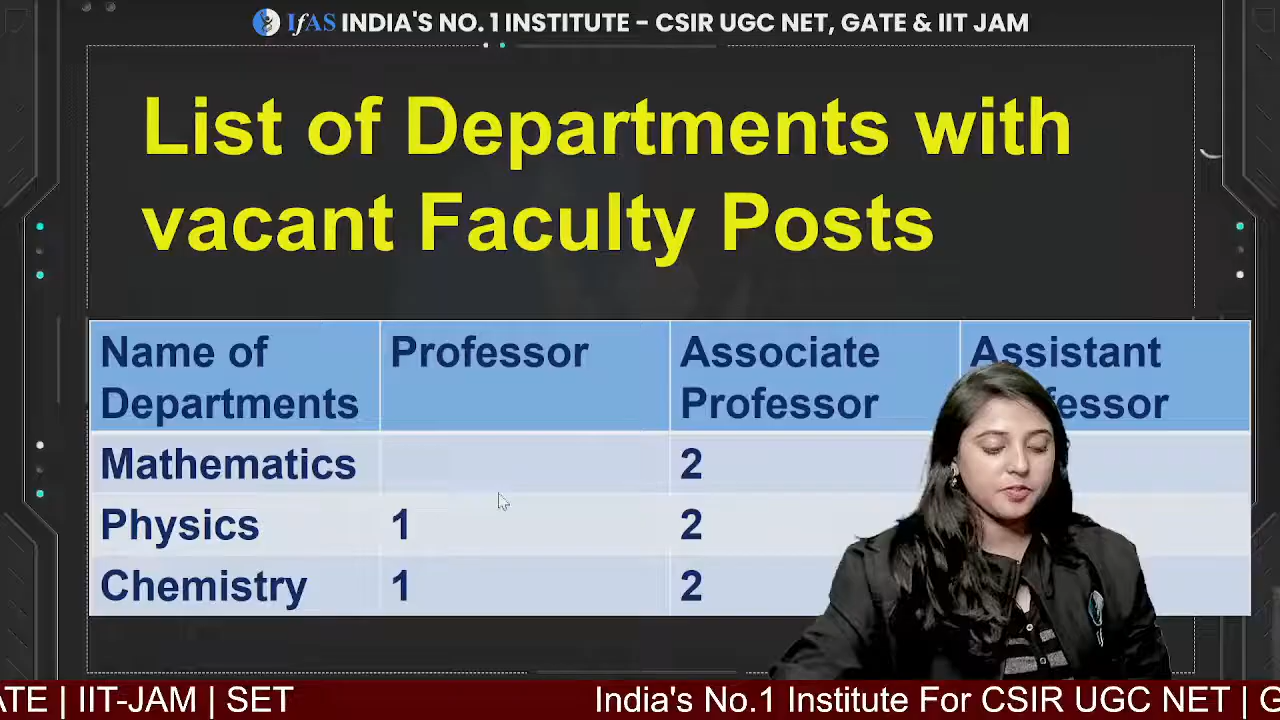 IfAS INDIA'S NO. 1 INSTITUTE – CSIR UGC NET, GATE & IIT JAM
List of Departments with
vacant Faculty Posts
Name of Departments Professor Associate Professor Assistant
Mathematics 2
Physics 1 2
Chemistry 1 2
ATE | IIT-JAM | SET India's No.1 Institute For CSIR UGC NET | G